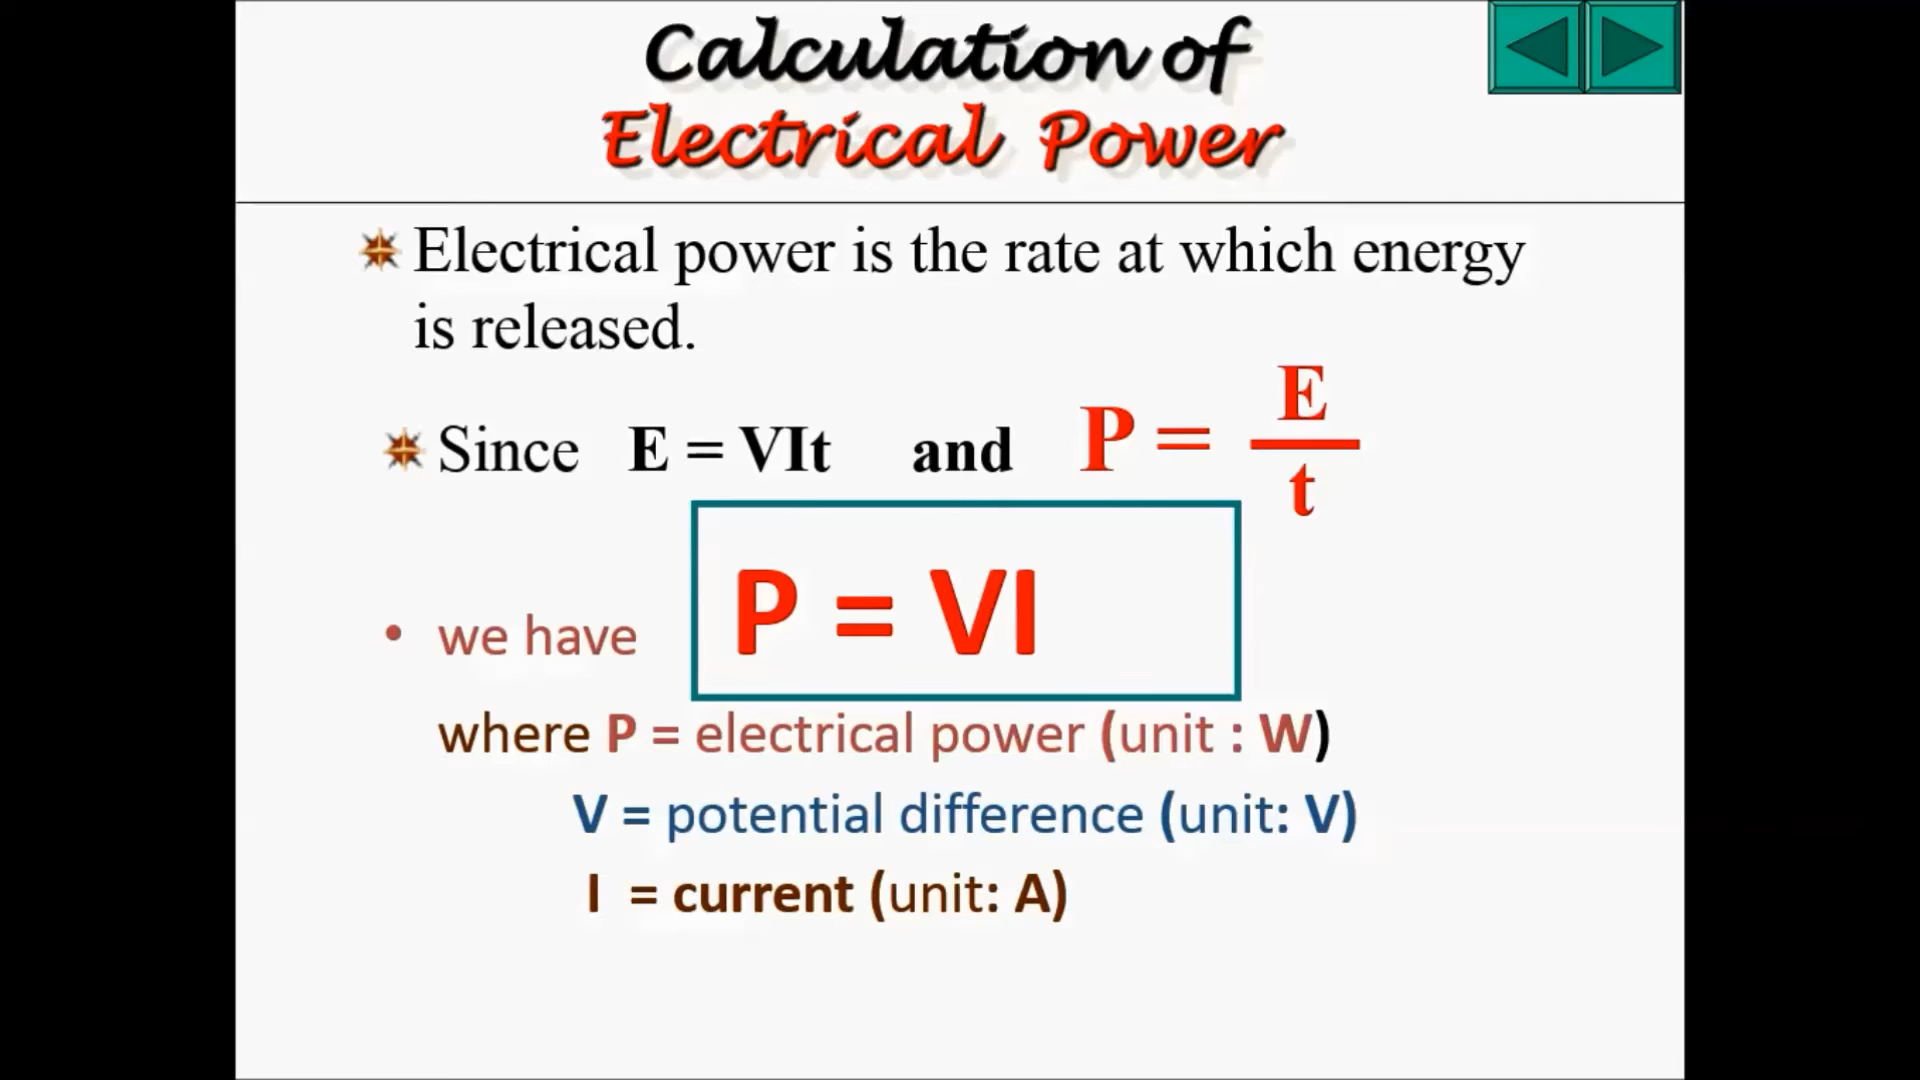 Calculation of
Electrical Power
Electrical power is the rate at which energy
is released.
Since E = VIt and P = E/t
• we have P = VI
where P = electrical power (unit : W)
V = potential difference (unit: V)
I = current (unit: A)